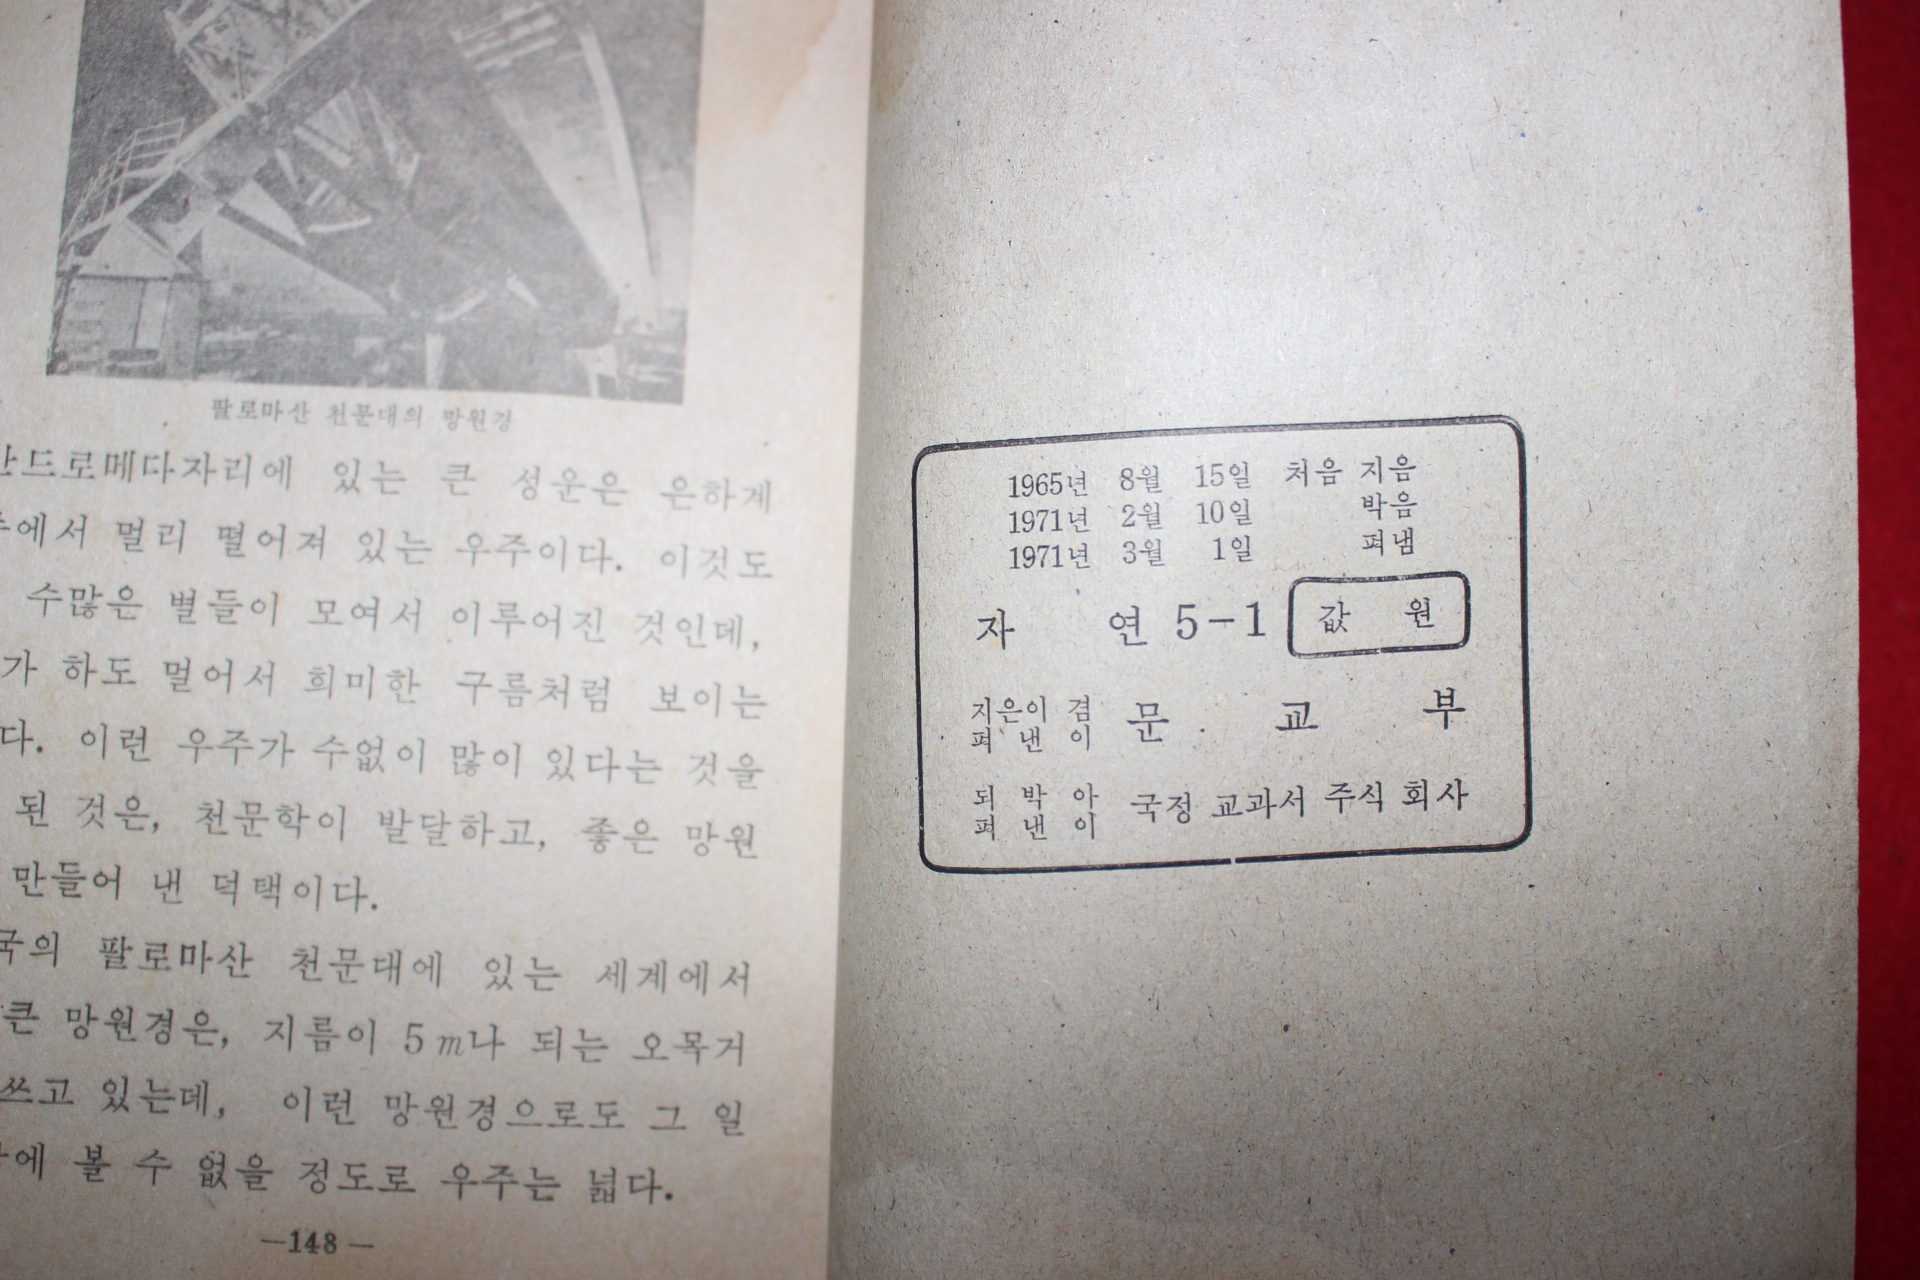 팔로마산 천문대의 망원경
안드로메다자리에 있는 큰 성운은 은하계
에서 멀리 떨어져 있는 우주이다. 이것도
수많은 별들이 모여서 이루어진 것인데,
가 하도 멀어서 희미한 구름처럼 보이는
다. 이런 우주가 수없이 많이 있다는 것을
된 것은, 천문학이 발달하고, 좋은 망원
만들어 낸 덕택이다.
국의 팔로마산 천문대에 있는 세계에서
큰 망원경은, 지름이 5m나 되는 오목거
쓰고 있는데, 이런 망원경으로도 그 일
에 볼 수 없을 정도로 우주는 넓다.
—148—
1965년 8월 15일 처음 지음
1971년 2월 10일 박음
1971년 3월 1일 펴냄
자 연 5-1 값 원
지은이 겸 펴 낸 이 문 교 부
되 박 아 펴 낸 이 국정 교과서 주식 회사